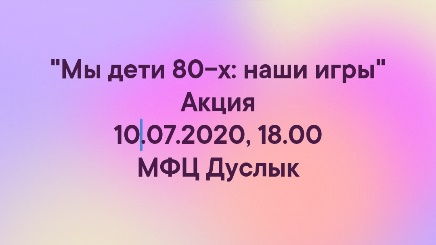 "Мы дети 80-х: наши игры"
Акция
10.07.2020, 18.00
МФЦ Дуслык